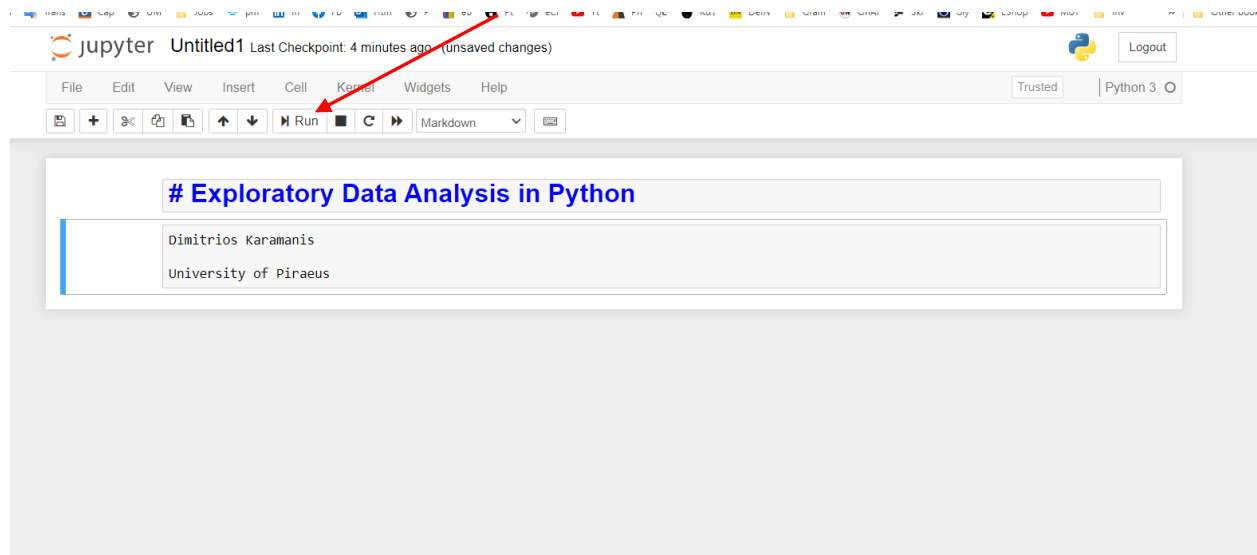 Jupyter Untitled1 Last Checkpoint: 4 minutes ago (unsaved changes) Logout
File Edit View Insert Cell Kernel Widgets Help Trusted Python 3
Run Markdown
# Exploratory Data Analysis in Python
Dimitrios Karamanis
University of Piraeus